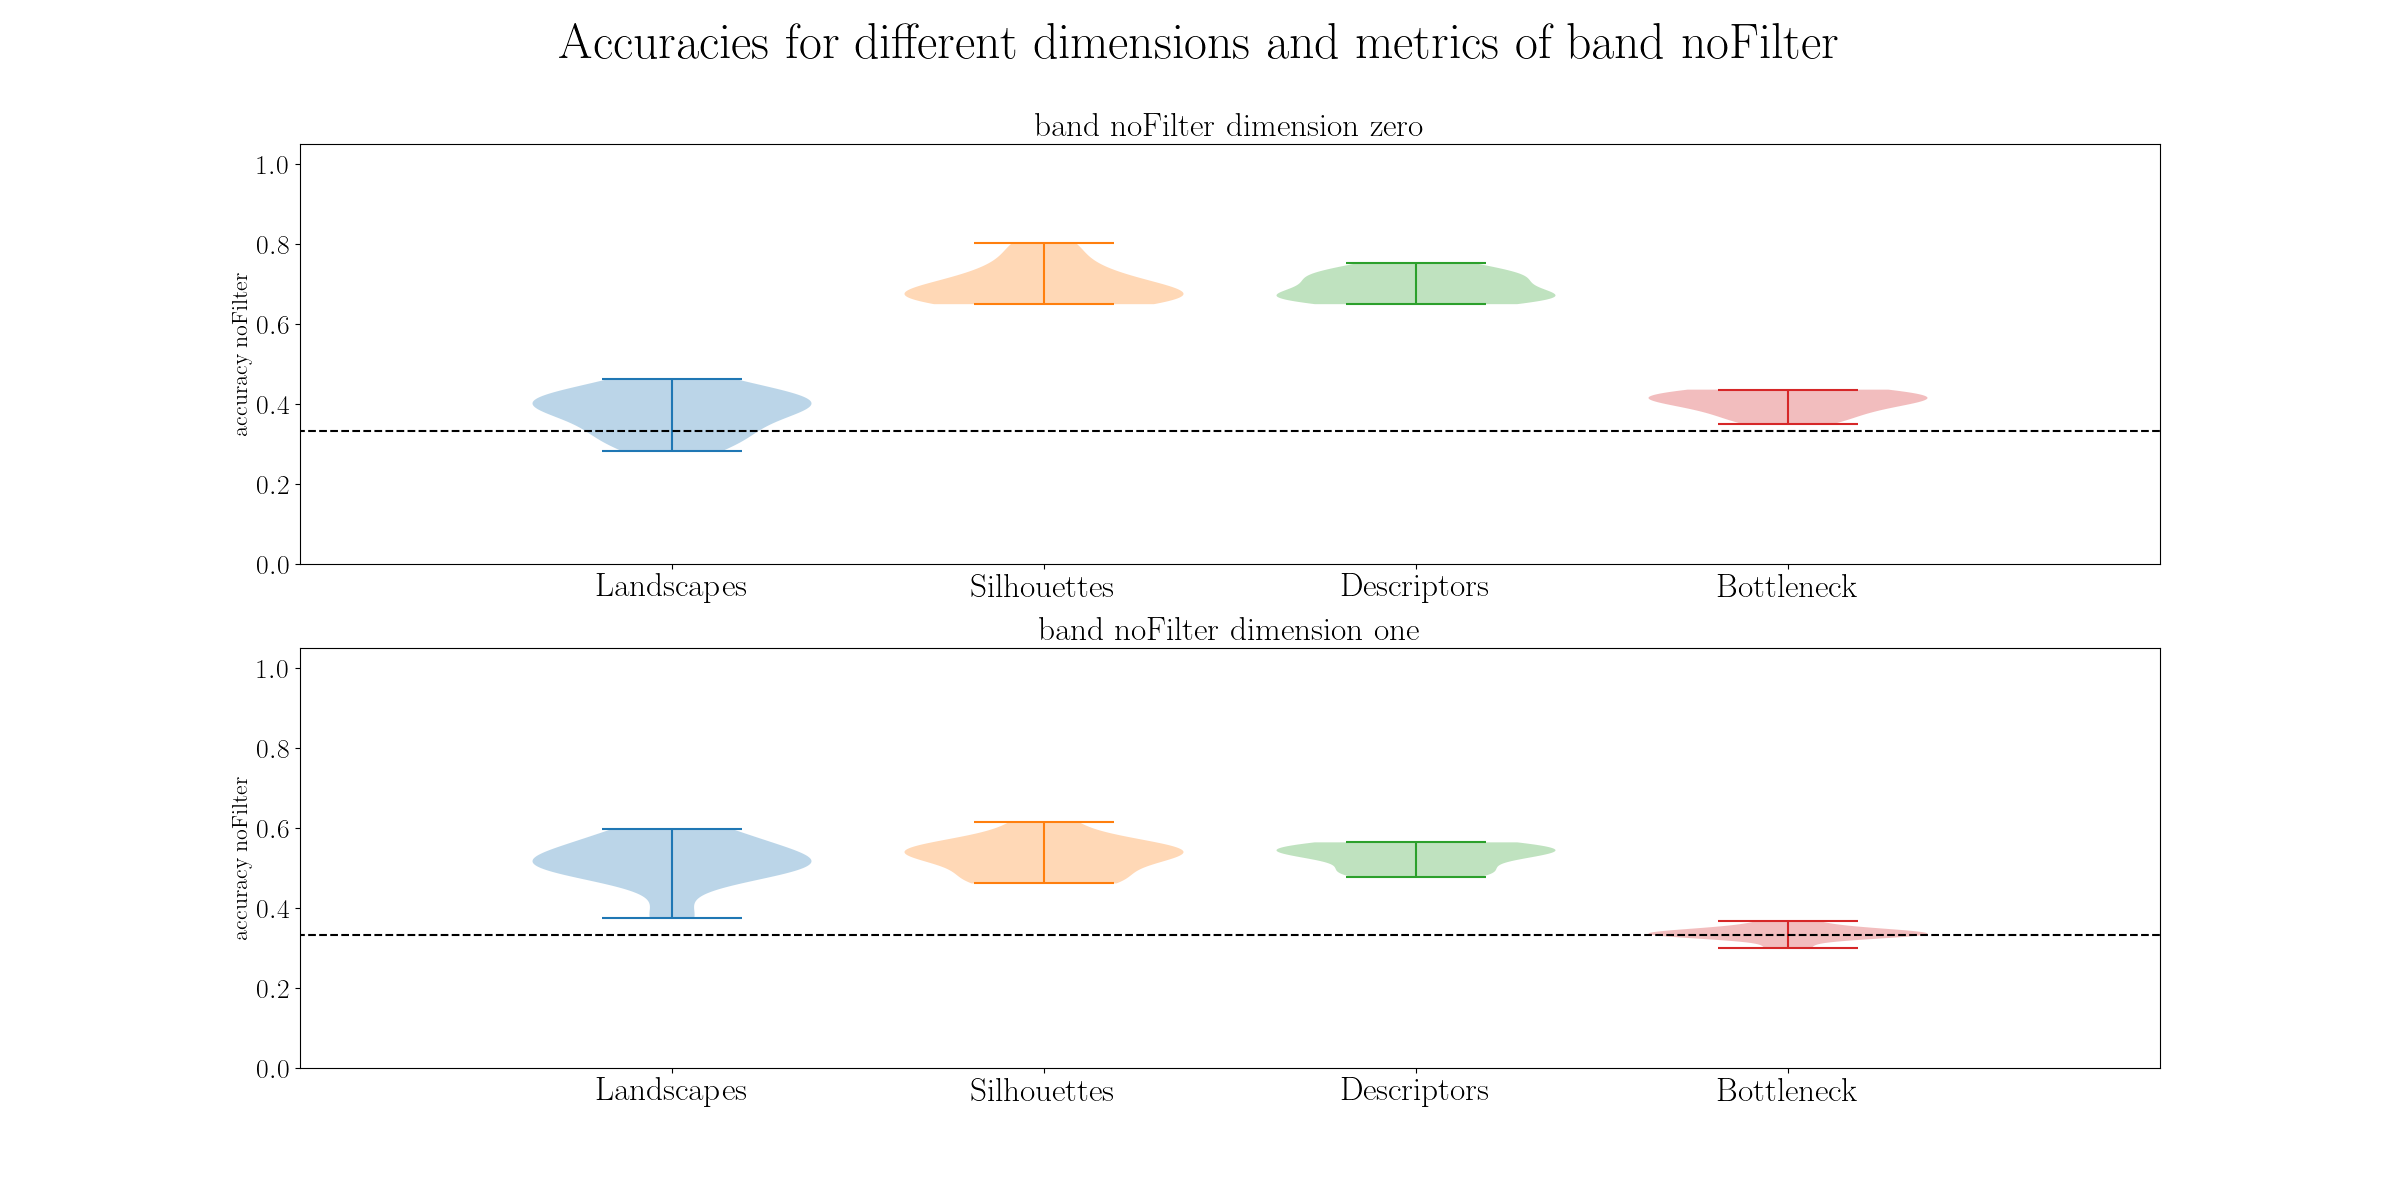 Accuracies for different dimensions and metrics of band noFilter
band noFilter dimension zero
accuracy noFilter
1.0
0.8
0.6
0.4
0.2
0.0
Landscapes Silhouettes Descriptors Bottleneck
band noFilter dimension one
accuracy noFilter
1.0
0.8
0.6
0.4
0.2
0.0
Landscapes Silhouettes Descriptors Bottleneck